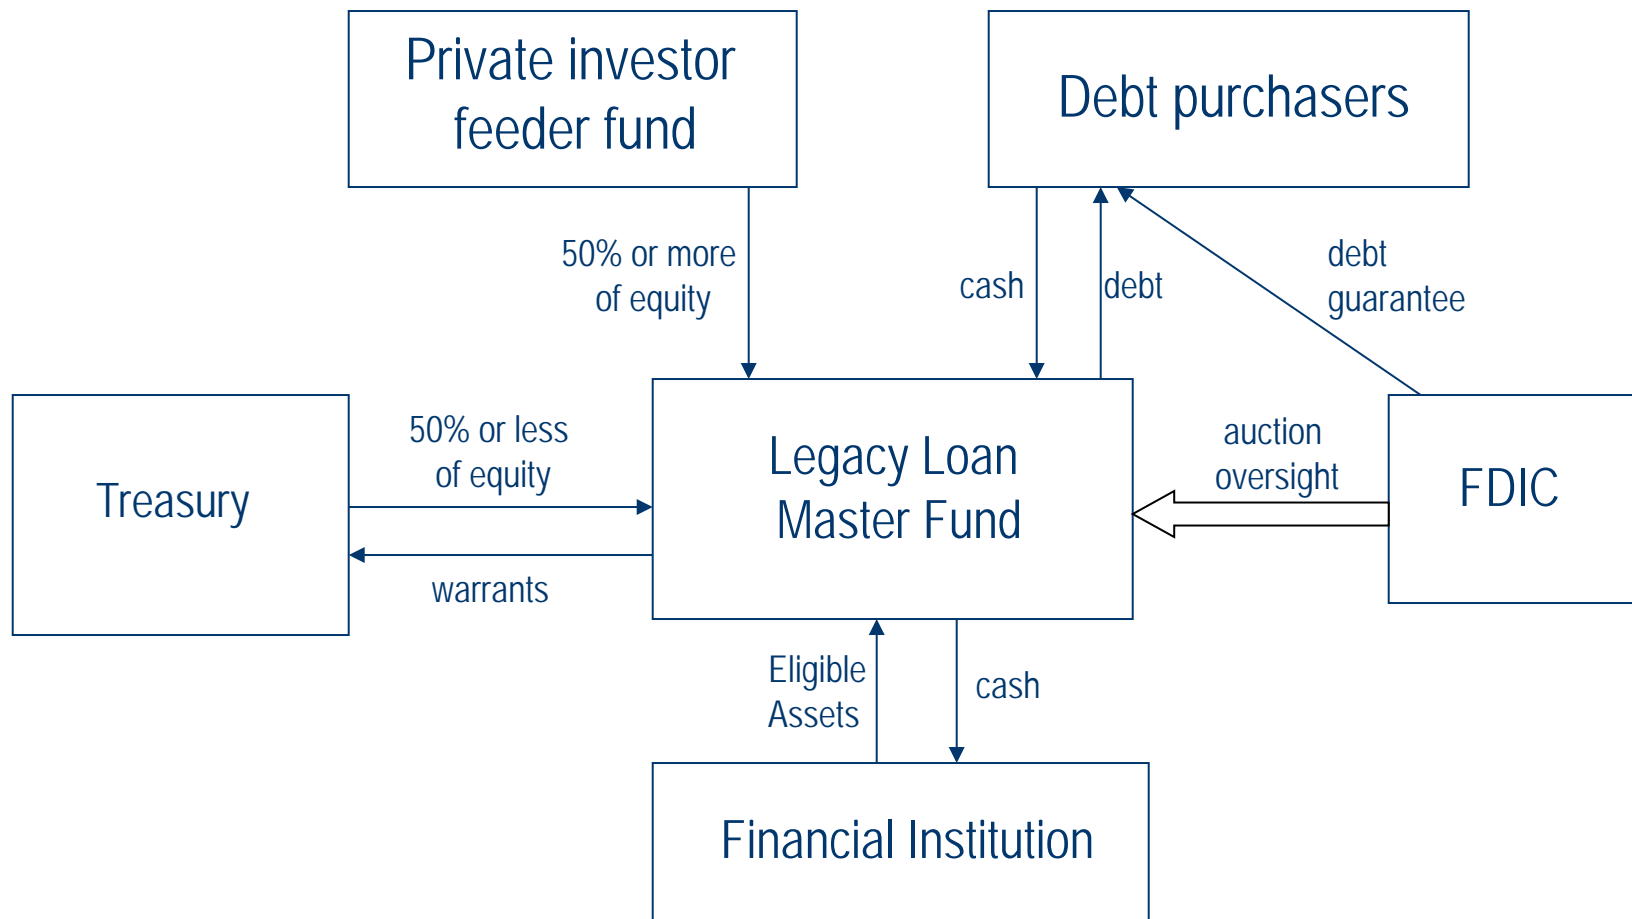 Private investor
feeder fund
Debt purchasers
50% or more
of equity
cash
debt
debt
guarantee
Treasury
50% or less
of equity
warrants
Legacy Loan
Master Fund
auction
oversight
FDIC
Eligible
Assets
cash
Financial Institution